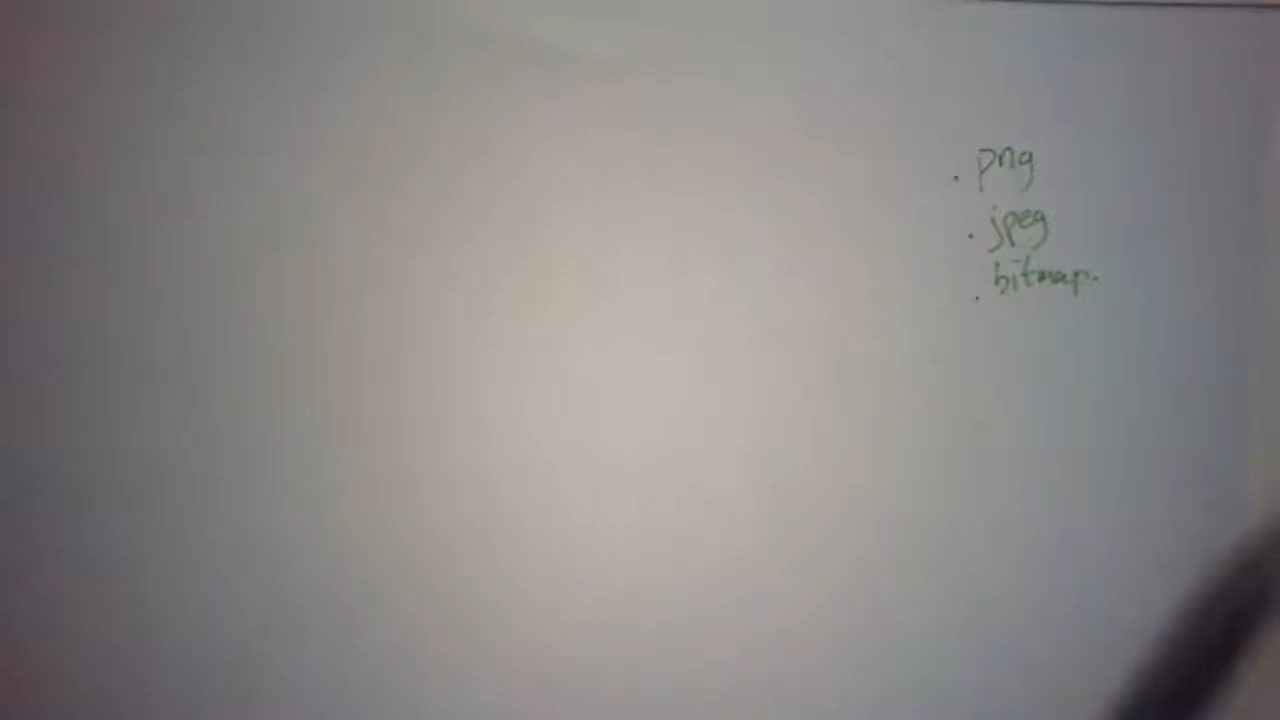 . png
. jpeg
. bitmap.